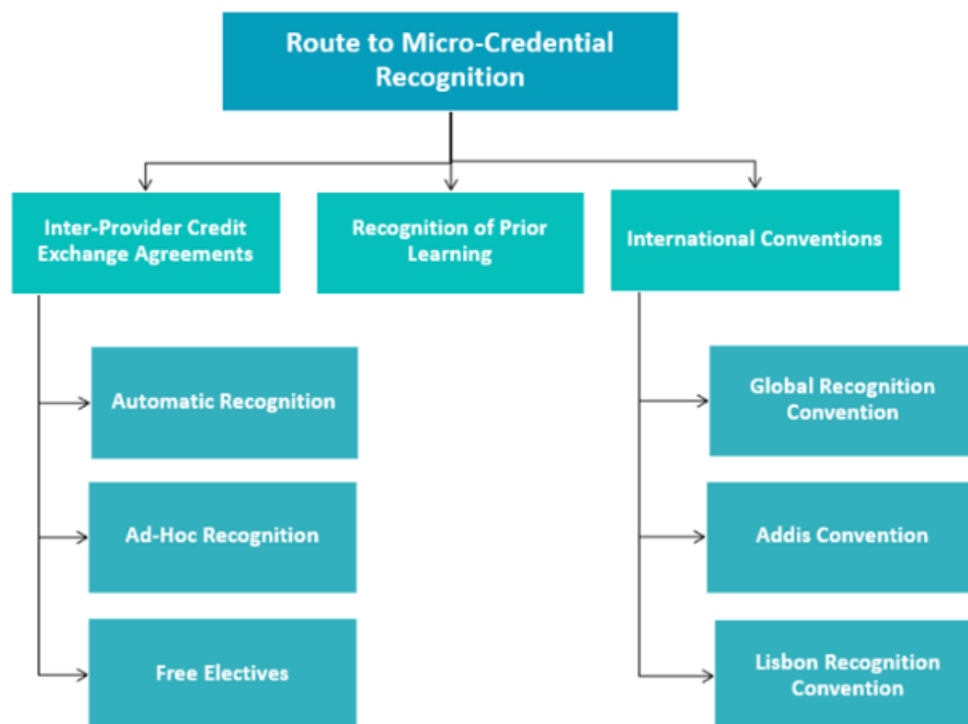 Route to Micro-Credential
Recognition
Inter-Provider Credit
Exchange Agreements
Recognition of Prior
Learning
International Conventions
Automatic Recognition
Ad-Hoc Recognition
Free Electives
Global Recognition
Convention
Addis Convention
Lisbon Recognition
Convention